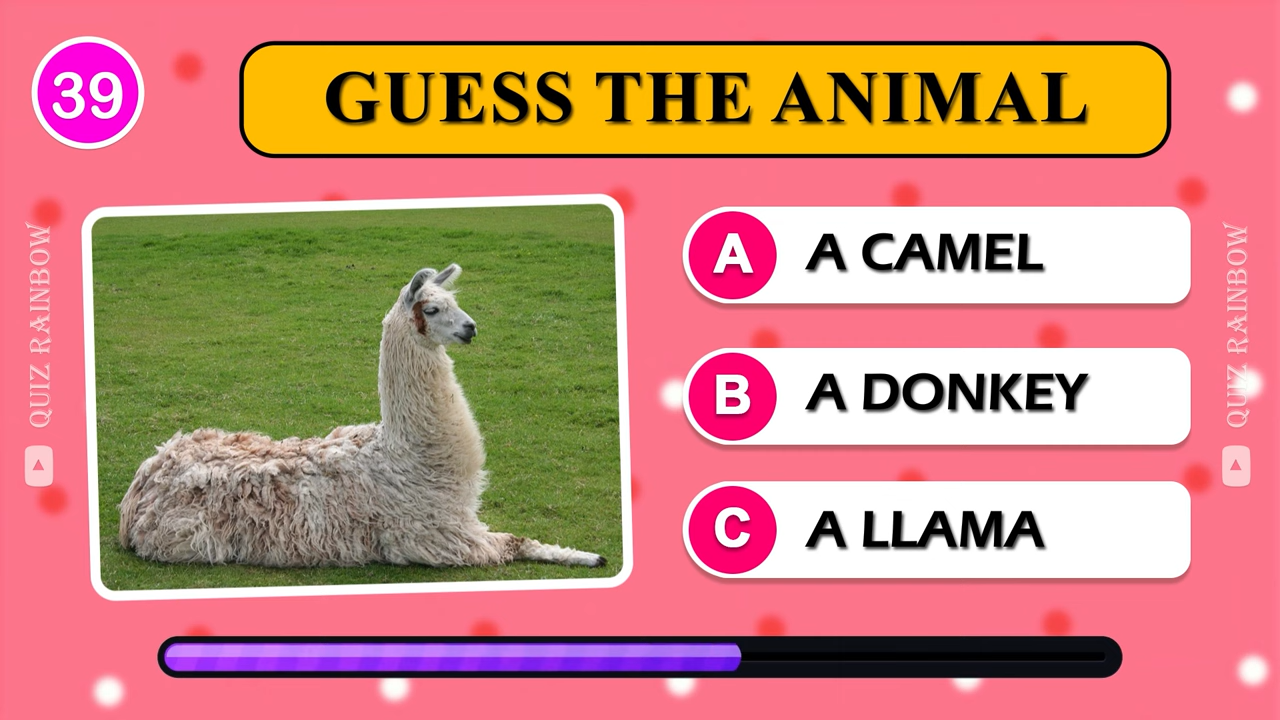 39
GUESS THE ANIMAL
QUIZ RAINBOW
A
A CAMEL
B
A DONKEY
C
A LLAMA
QUIZ RAINBOW